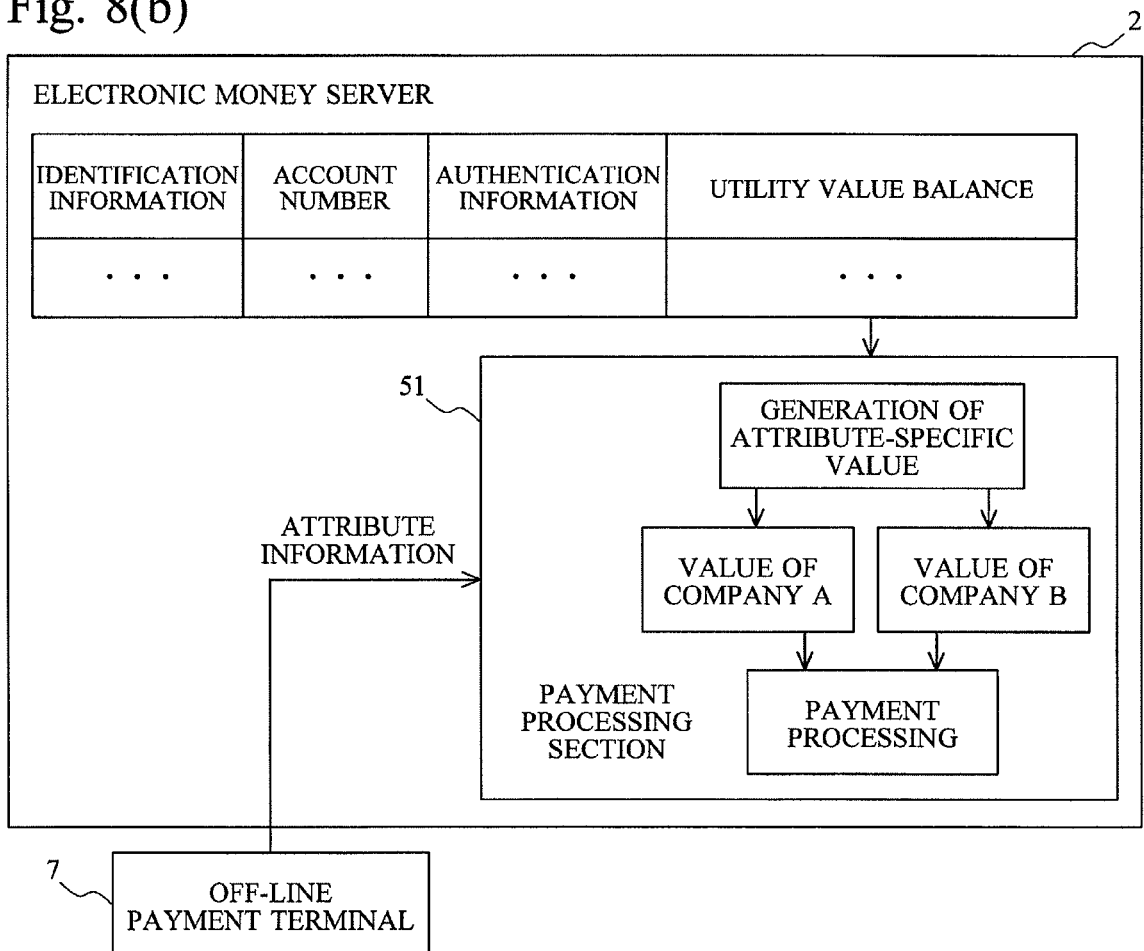 Fig. 8(b)
2
ELECTRONIC MONEY SERVER
IDENTIFICATION
INFORMATION
ACCOUNT
NUMBER
AUTHENTICATION
INFORMATION
UTILITY VALUE BALANCE
. . .
. . .
. . .
. . .
51
GENERATION OF
ATTRIBUTE-SPECIFIC
VALUE
ATTRIBUTE
INFORMATION
VALUE OF
COMPANY A
VALUE OF
COMPANY B
PAYMENT
PROCESSING
SECTION
PAYMENT
PROCESSING
7
OFF-LINE
PAYMENT TERMINAL